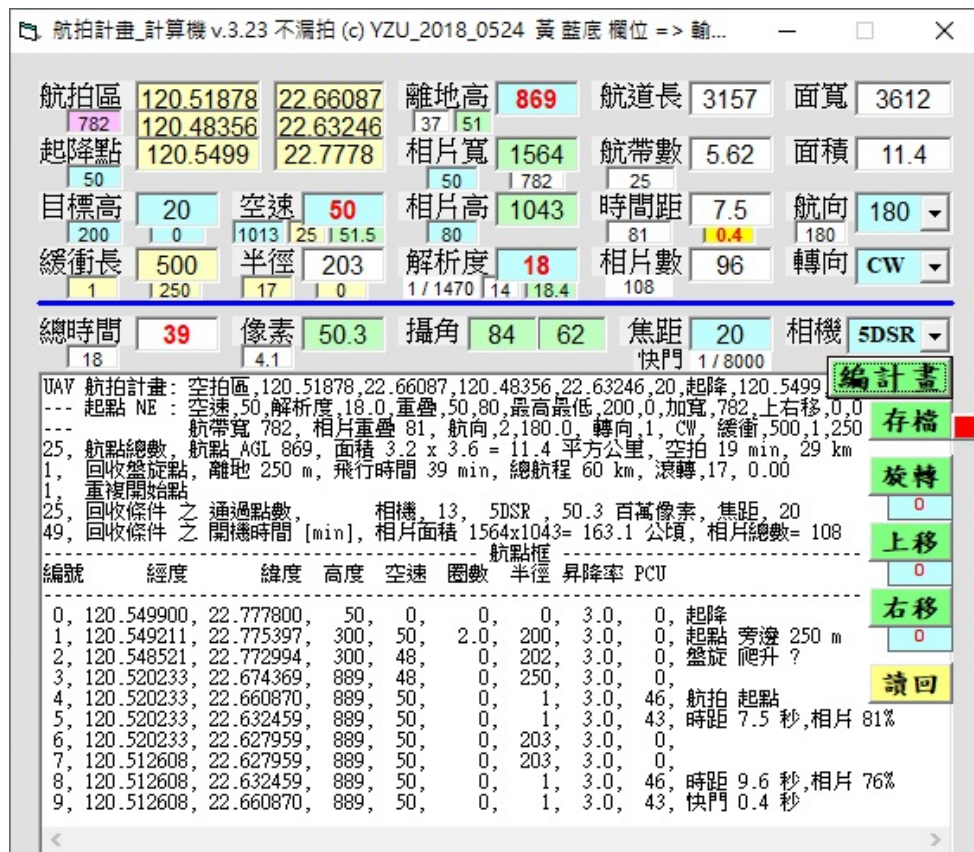 航拍計畫_計算機 v.3.23 不漏拍 (c) YZU_2018_0524 黃 藍底 欄位 => 輸...
航拍區 120.51878 22.66087 離地高 869 航道長 3157 面寬 3612
782 120.48356 22.63246 37 51
起降點 120.5499 22.7778 相片寬 1564 航帶數 5.62 面積 11.4
50 50 782 25
目標高 20 空速 50 相片高 1043 時間距 7.5 航向 180
200 0 1013 25 51.5 80 81 0.4 180
緩衝長 500 半徑 203 解析度 18 相片數 96 轉向 CW
1 250 17 0 1 / 1470 14 18.4 108
總時間 39 像素 50.3 攝角 84 62 焦距 20 相機 5DSR
18 4.1 快門 1 / 8000
編計畫
存檔
旋轉
0
上移
0
右移
0
讀回
UAV 航拍計畫: 空拍區,120.51878,22.66087,120.48356,22.63246,20,起降,120.5499
--- 起點 NE : 空速,50,解析度,18.0,重疊,50,80,最高最低,200,0,加寬,782,上右移,0,0
--- 航帶寬 782, 相片重疊 81, 航向,2,180.0, 轉向,1, CW, 緩衝,500,1,250
25, 航點總數, 航點 AGL 869, 面積 3.2 x 3.6 = 11.4 平方公里, 空拍 19 min, 29 km
1, 回收盤旋點, 離地 250 m, 飛行時間 39 min, 總航程 60 km, 滾轉,17, 0.00
1, 重複開始點
25, 回收條件 之 通過點數, 相機, 13, 5DSR , 50.3 百萬像素, 焦距, 20
49, 回收條件 之 開機時間 [min], 相片面積 1564x1043= 163.1 公頃, 相片總數= 108
---------------------------------------- 航點框 ----------------------------------------
編號 經度 緯度 高度 空速 圈數 半徑 昇降率 PCU
0, 120.549900, 22.777800, 50, 0, 0, 0, 3.0, 0, 起降
1, 120.549211, 22.775397, 300, 50, 2.0, 200, 3.0, 0, 起點 旁邊 250 m
2, 120.548521, 22.772994, 300, 48, 0, 202, 3.0, 0, 盤旋 爬升 ?
3, 120.520233, 22.674369, 889, 48, 0, 250, 3.0, 0,
4, 120.520233, 22.660870, 889, 50, 0, 1, 3.0, 46, 航拍 起點
5, 120.520233, 22.632459, 889, 50, 0, 1, 3.0, 43, 時距 7.5 秒,相片 81%
6, 120.520233, 22.627959, 889, 50, 0, 203, 3.0, 0,
7, 120.512608, 22.627959, 889, 50, 0, 203, 3.0, 0,
8, 120.512608, 22.632459, 889, 50, 0, 1, 3.0, 46, 時距 9.6 秒,相片 76%
9, 120.512608, 22.660870, 889, 50, 0, 1, 3.0, 43, 快門 0.4 秒